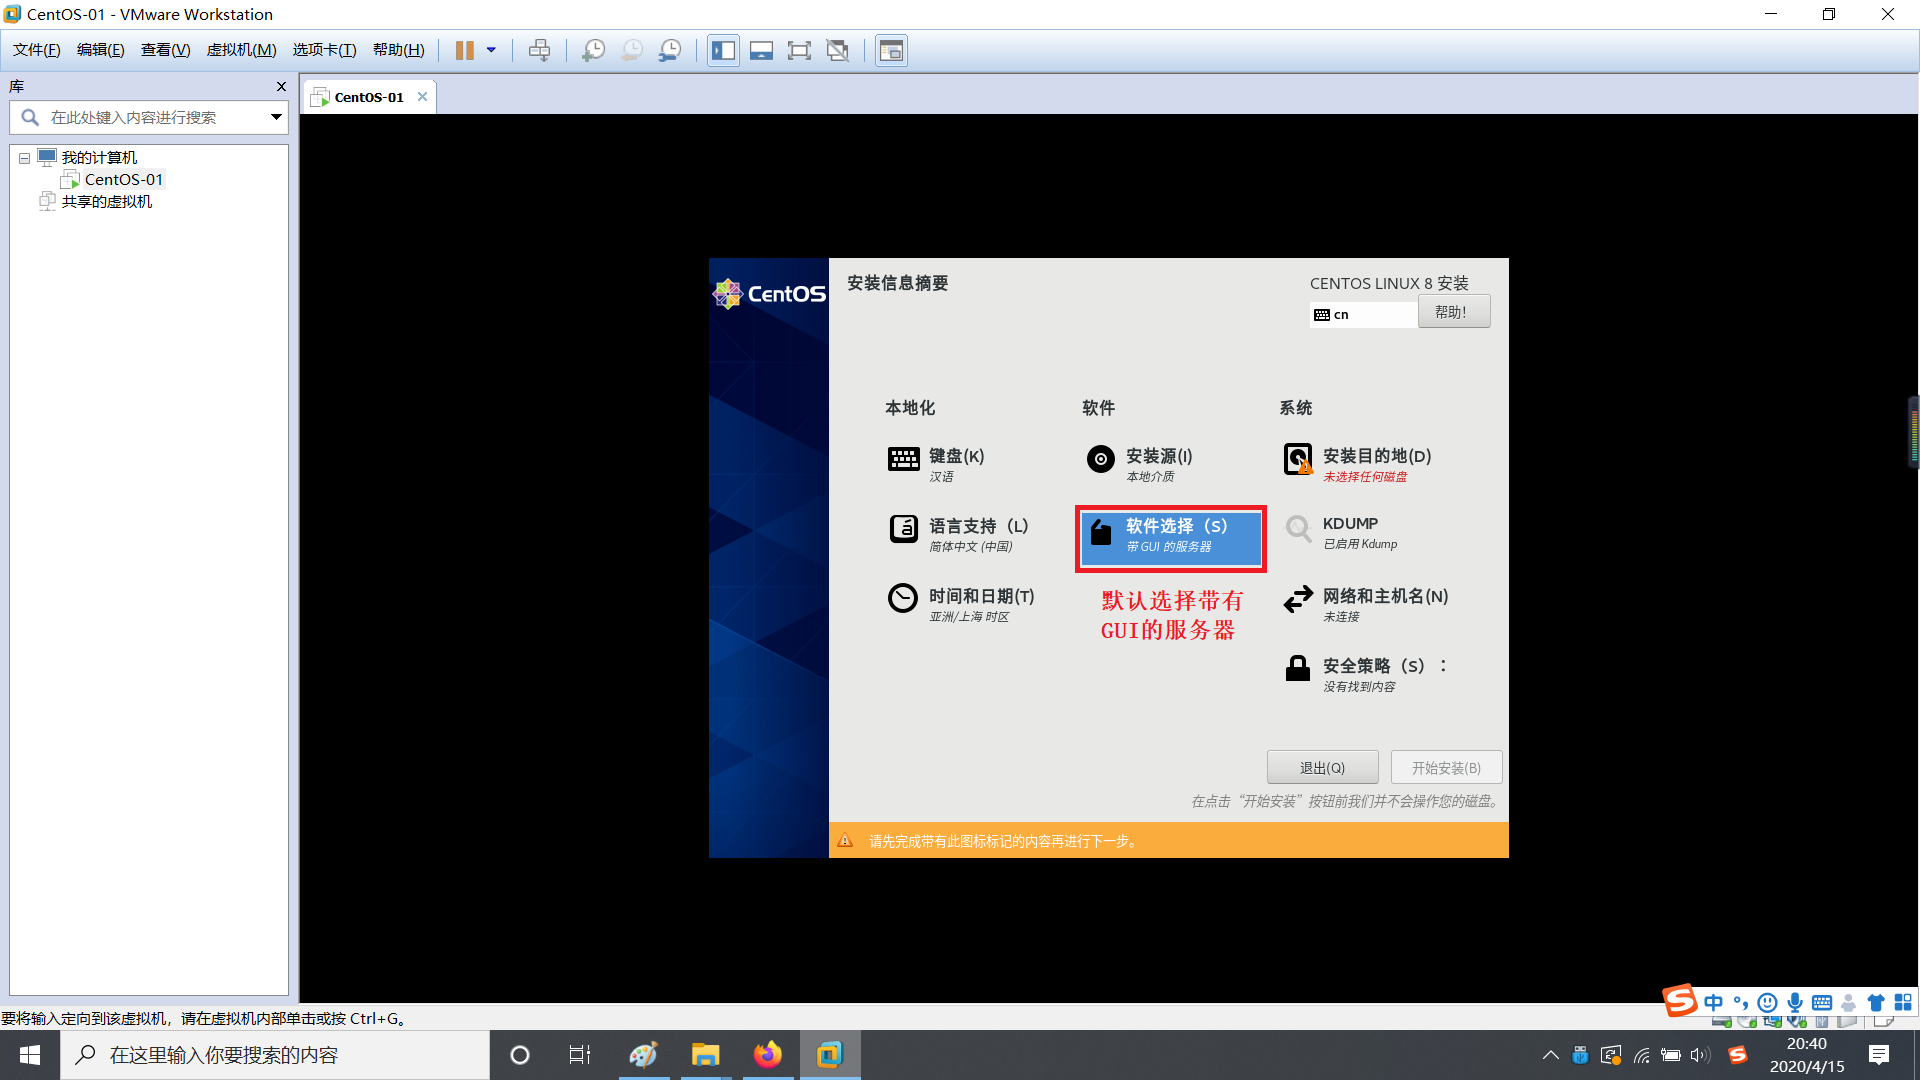 CentOS-01 - VMware Workstation
文件(F) 编辑(E) 查看(V) 虚拟机(M) 选项卡(T) 帮助(H)
库
在此处键入内容进行搜索
我的计算机
CentOS-01
共享的虚拟机
CentOS-01
CentOS
安装信息摘要
CENTOS LINUX 8 安装
cn
帮助!
本地化
键盘(K)
汉语
语言支持（L）
简体中文 (中国)
时间和日期(T)
亚洲/上海 时区
软件
安装源(I)
本地介质
软件选择（S）
带 GUI 的服务器
默认选择带有
GUI的服务器
系统
安装目的地(D)
未选择任何磁盘
KDUMP
已启用 Kdump
网络和主机名(N)
未连接
安全策略（S）：
没有找到内容
退出(Q)
开始安装(B)
在点击“开始安装”按钮前我们并不会操作您的磁盘。
请先完成带有此图标标记的内容再进行下一步。
要将输入定向到该虚拟机，请在虚拟机内部单击或按 Ctrl+G。
S 中
在这里输入你要搜索的内容
20:40
2020/4/15